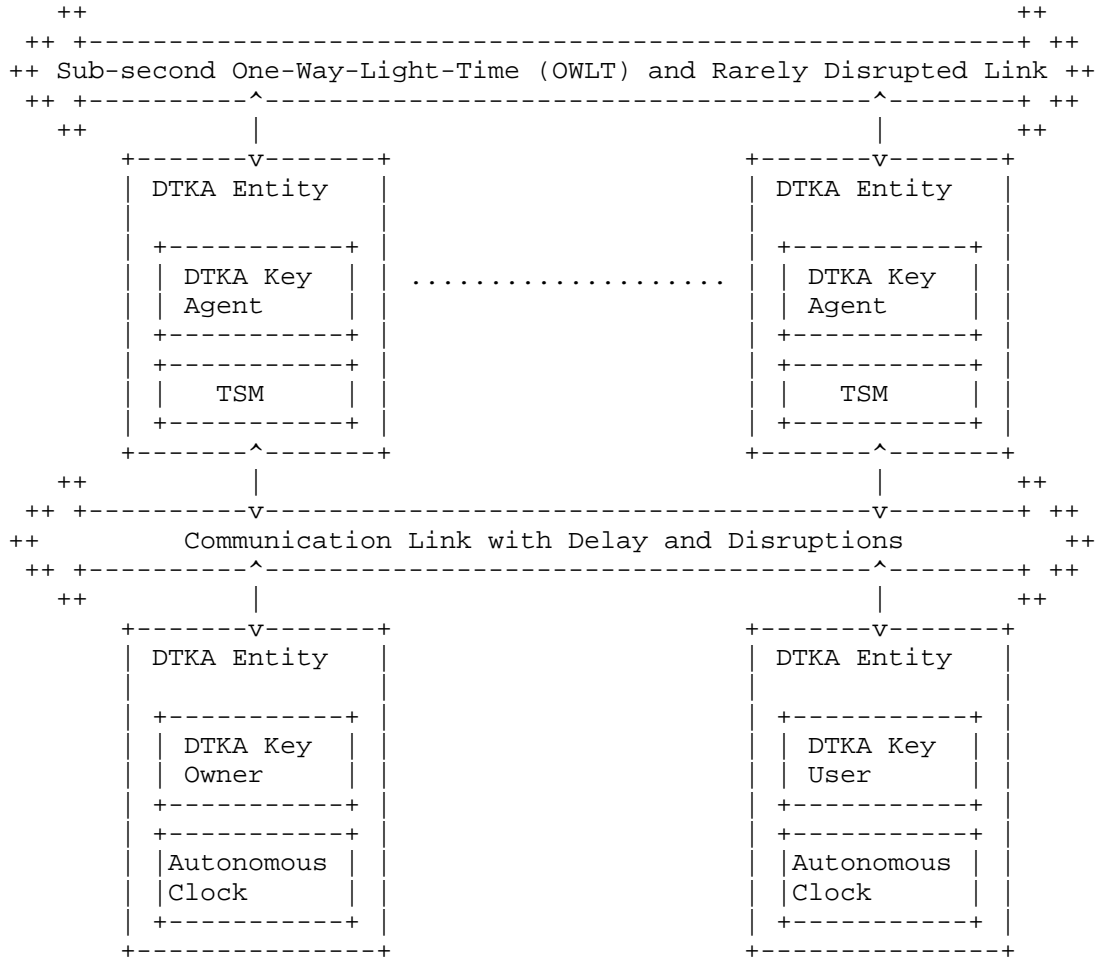 Sub-second One-Way-Light-Time (OWLT) and Rarely Disrupted Link
DTKA Entity DTKA Entity
DTKA Key ..................... DTKA Key
Agent Agent
TSM TSM
Communication Link with Delay and Disruptions
DTKA Entity DTKA Entity
DTKA Key DTKA Key
Owner User
Autonomous Autonomous
Clock Clock